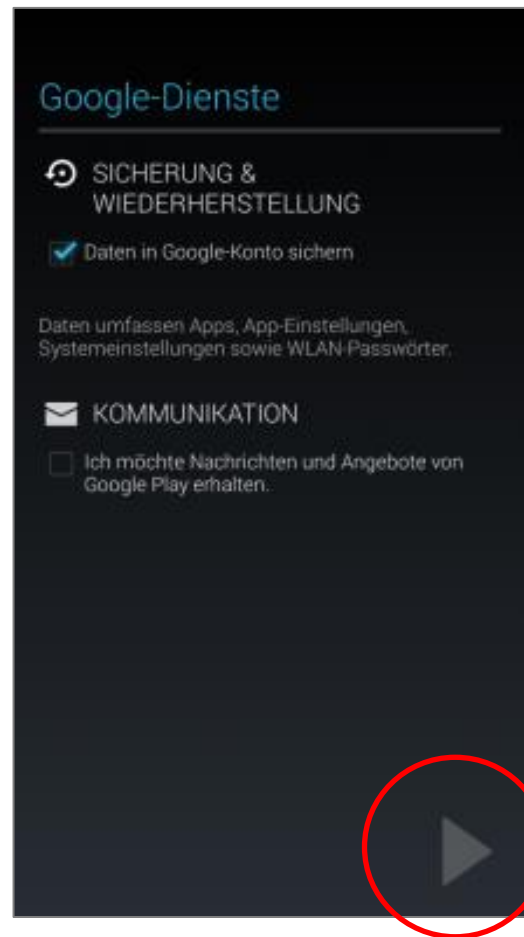 Google-Dienste
SICHERUNG &
WIEDERHERSTELLUNG
Daten in Google-Konto sichern
Daten umfassen Apps, App-Einstellungen,
Systemeinstellungen sowie WLAN-Passwörter.
KOMMUNIKATION
Ich möchte Nachrichten und Angebote von
Google Play erhalten.